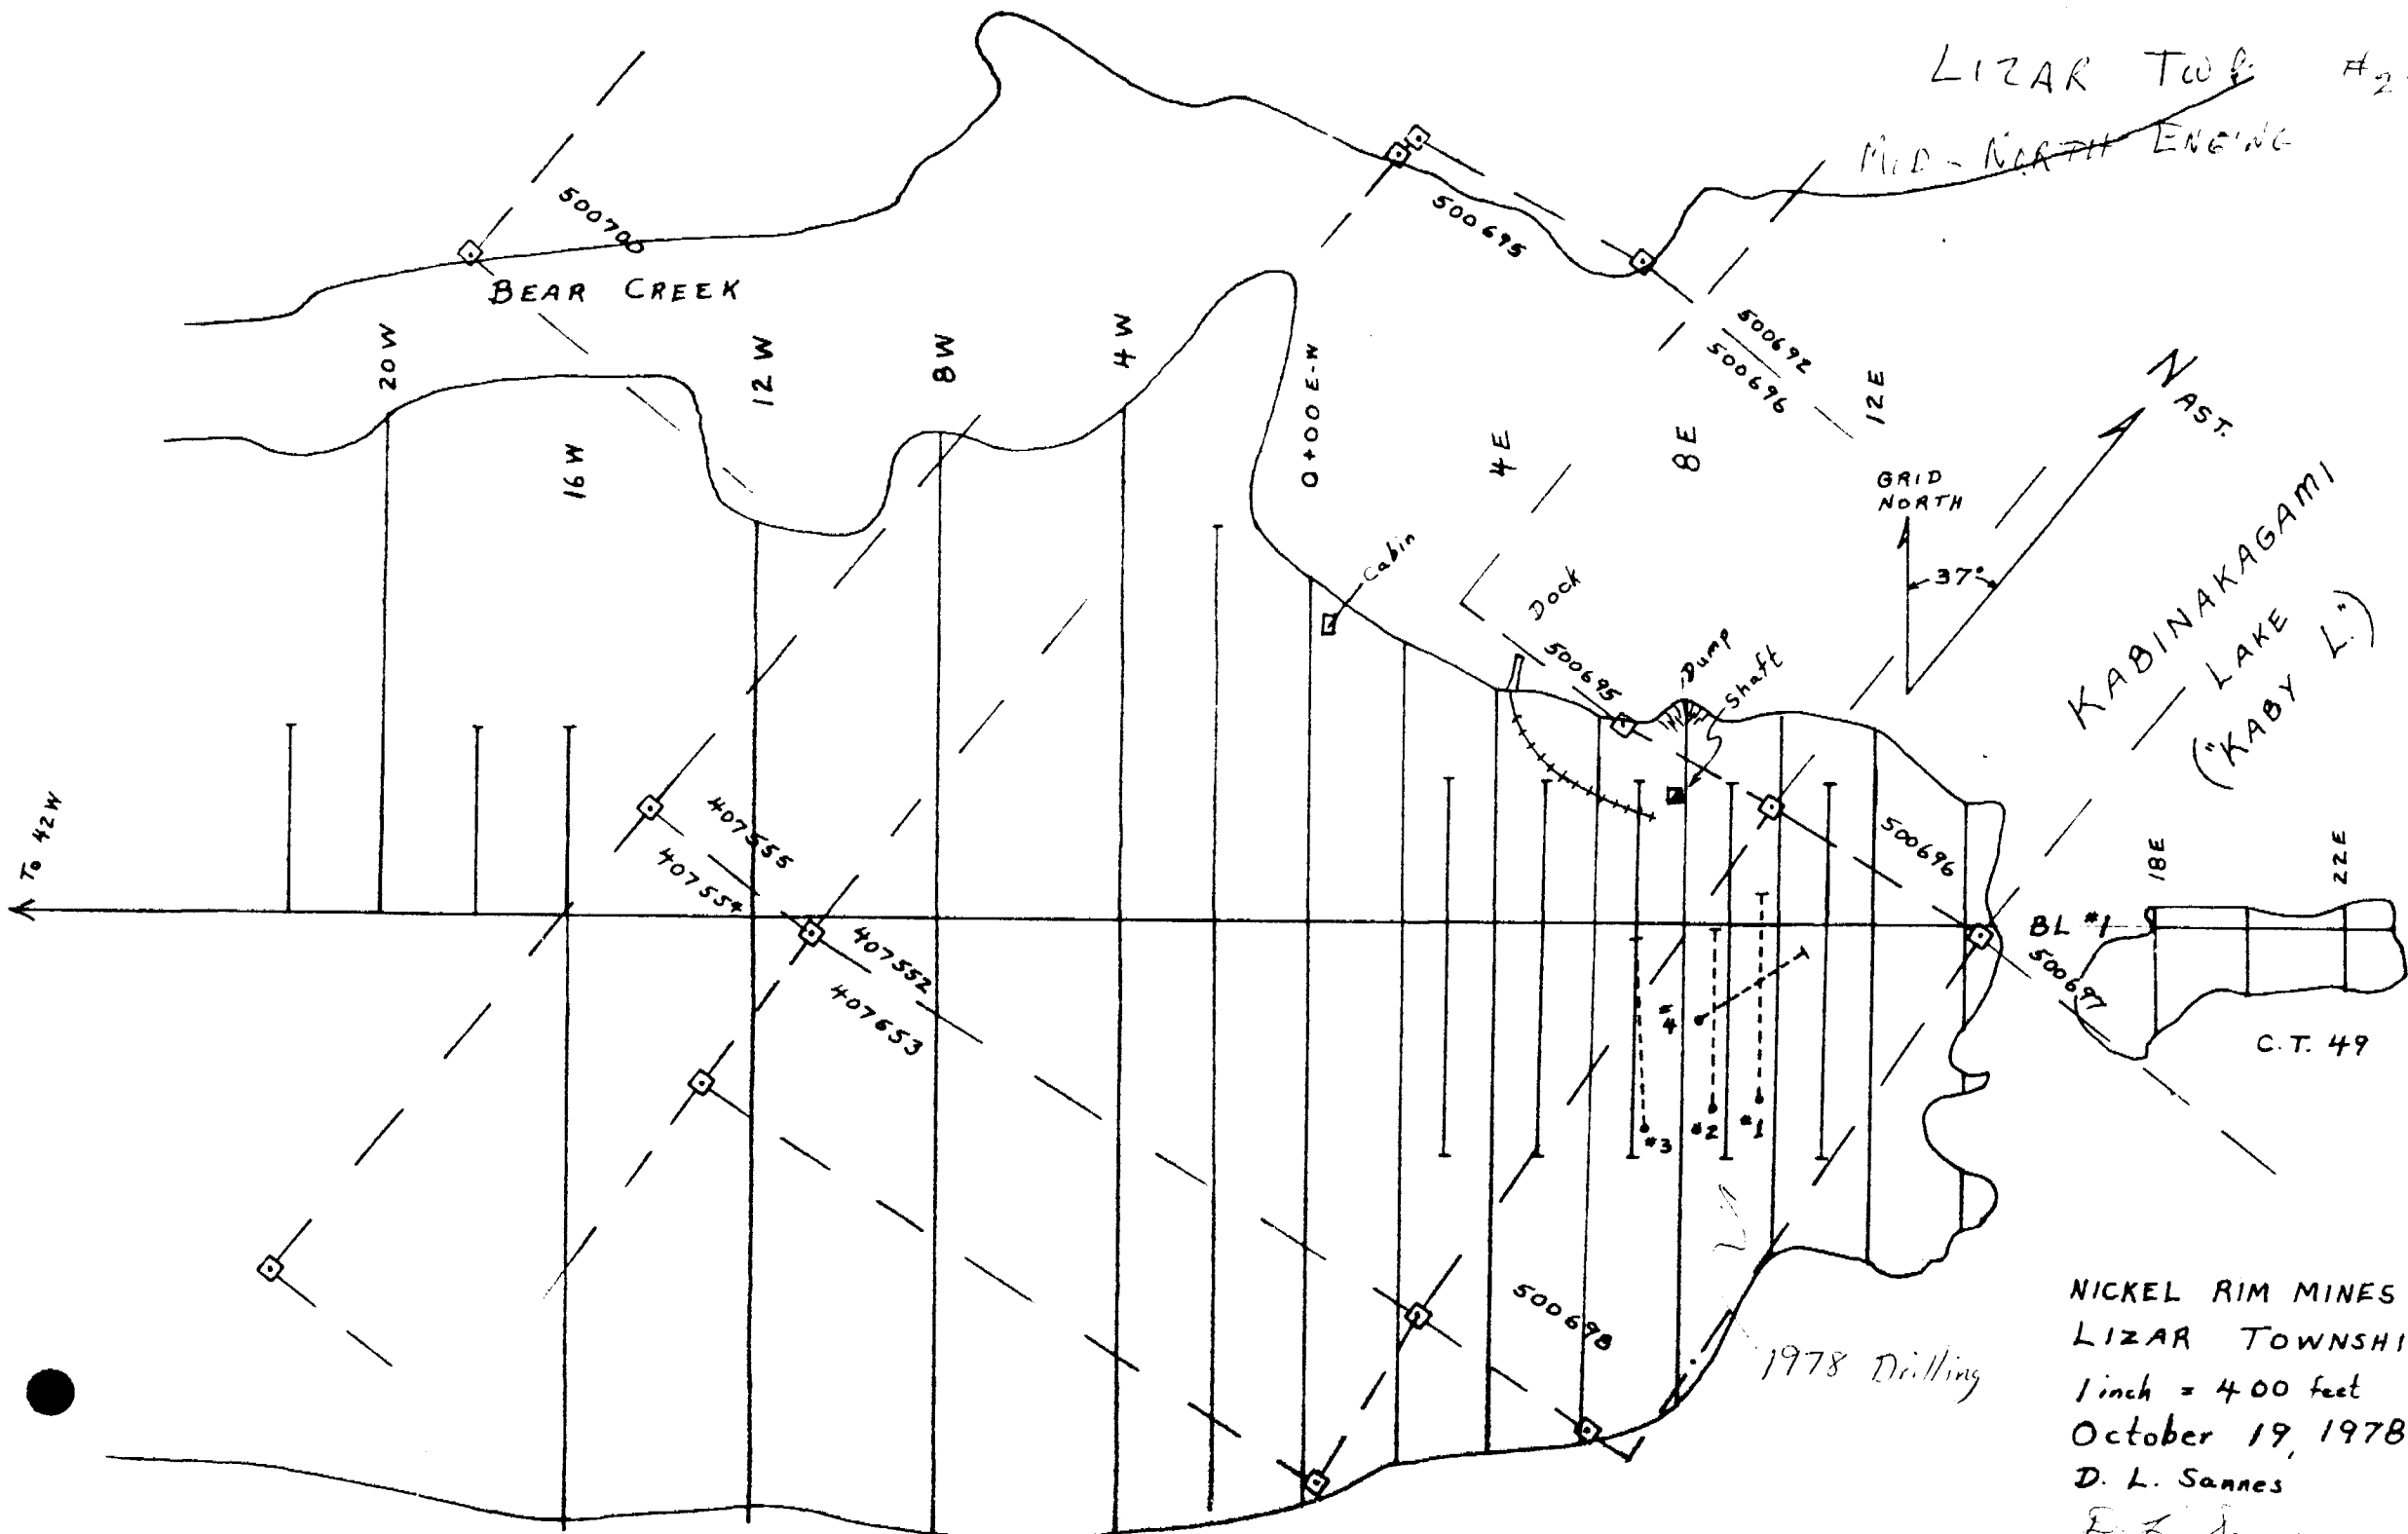 LIZAR TWP. #2
MID-NORTH ENG'NG
500700
BEAR CREEK
500695
500692
500696
20W
16W
12W
8W
4W
0+00 E-W
4E
8E
12E
N AST.
GRID
NORTH
37°
KABINAKAGAMI
LAKE
("KABY L.")
Cabin
Dock
500695
Dump
Shaft
To 42W
407555
40755*
407552
407653
500696
BL #1
500697
18E
22E
C.T. 49
#4
#3
#2
#1
500698
1978 Drilling
NICKEL RIM MINES
LIZAR TOWNSHI
1 inch = 400 feet
October 19, 1978
D. L. Sannes